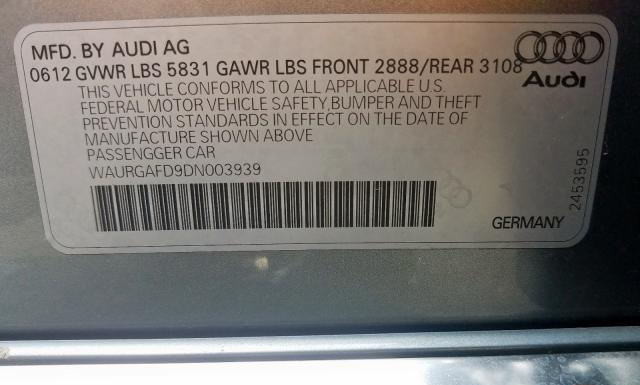 MFD. BY AUDI AG
0612 GVWR LBS 5831 GAWR LBS FRONT 2888/REAR 3108
Audi
THIS VEHICLE CONFORMS TO ALL APPLICABLE U.S.
FEDERAL MOTOR VEHICLE SAFETY,BUMPER AND THEFT
PREVENTION STANDARDS IN EFFECT ON THE DATE OF
MANUFACTURE SHOWN ABOVE
PASSENGGER CAR
WAURGAFD9DN003939
2453595
GERMANY